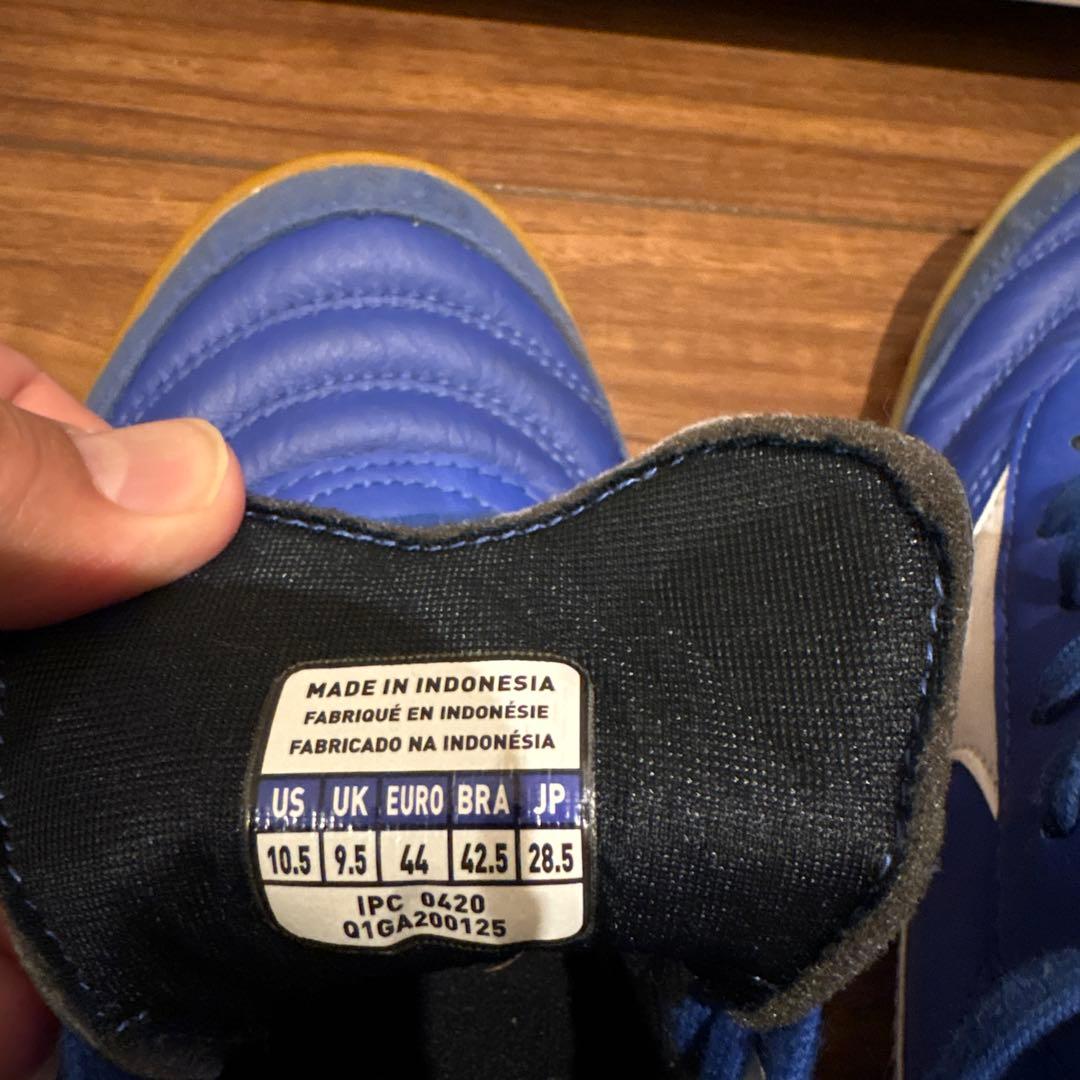 MADE IN INDONESIA
FABRIQUÉ EN INDONÉSIE
FABRICADO NA INDONÉSIA
US UK EURO BRA JP
10.5 9.5 44 42.5 28.5
IPC 0420
Q1GA200125